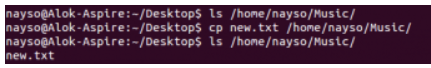 nayso@Alok-Aspire:~/Desktop$ ls /home/nayso/Music/
nayso@Alok-Aspire:~/Desktop$ cp new.txt /home/nayso/Music/
nayso@Alok-Aspire:~/Desktop$ ls /home/nayso/Music/
new.txt